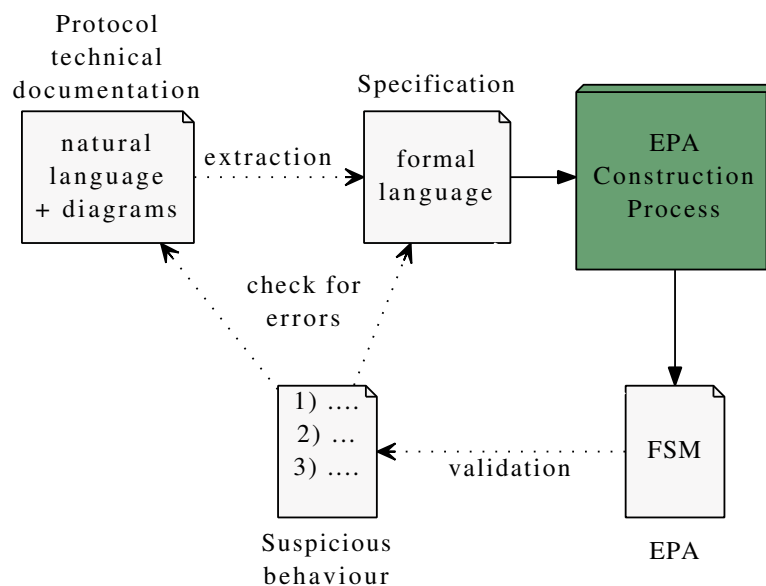 Protocol
technical
documentation
natural
language
+ diagrams
extraction
Specification
formal
language
EPA
Construction
Process
check for
errors
1) ....
2) ...
3) ....
Suspicious
behaviour
validation
FSM
EPA